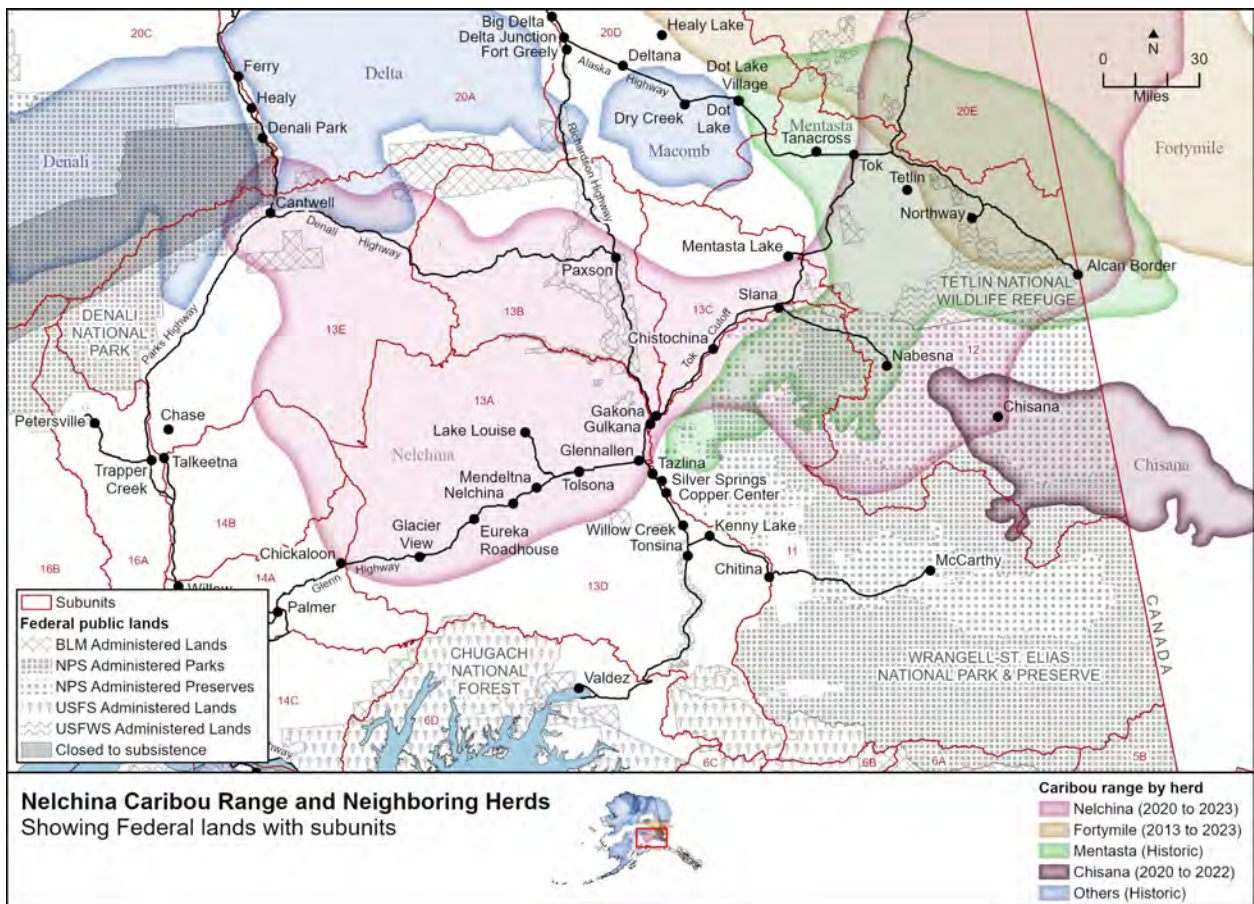 20C
Big Delta
Delta Junction
Fort Greely
20D
Healy Lake
Deltana
Alaska
Highway
Dot Lake
Village
Ferry
Delta
20A
Healy
Denali Park
Denali
Richardson Highway
Dry Creek
Dot
Lake
Macomb
Mentasta
Tanacross
Tok
20E
Fortymile
N
0
30
Miles
Tetlin
Northway
Cantwell
Denali
Highway
Paxson
Mentasta Lake
Alcan Border
TETLIN NATIONAL
WILDLIFE REFUGE
Slana
DENALI
NATIONAL
PARK
Parks Highway
13E
13B
13C
Chistochina
Tok
Cutoff
Nabesna
12
Petersville
Chase
13A
Gakona
Gulkana
Chisana
Trapper
Creek
Talkeetna
Lake Louise
Nelchina
Glennallen
Chisana
Mendeltna
Nelchina
Tolsona
Tazlina
Silver Springs
Copper Center
14B
Glacier
View
Eureka
Roadhouse
Willow Creek
Tonsina
Kenny Lake
16B
16A
14A
Chickaloon
Glenn
Highway
11
McCarthy
Chitina
Willow
Palmer
13D
CANADA
CHUGACH
NATIONAL
FOREST
Valdez
WRANGELL-ST. ELIAS
NATIONAL PARK & PRESERVE
14C
6D
6C
6B
6A
5B
Subunits
Federal public lands
BLM Administered Lands
NPS Administered Parks
NPS Administered Preserves
USFS Administered Lands
USFWS Administered Lands
Closed to subsistence
Nelchina Caribou Range and Neighboring Herds
Showing Federal lands with subunits
Caribou range by herd
Nelchina (2020 to 2023)
Fortymile (2013 to 2023)
Mentasta (Historic)
Chisana (2020 to 2022)
Others (Historic)